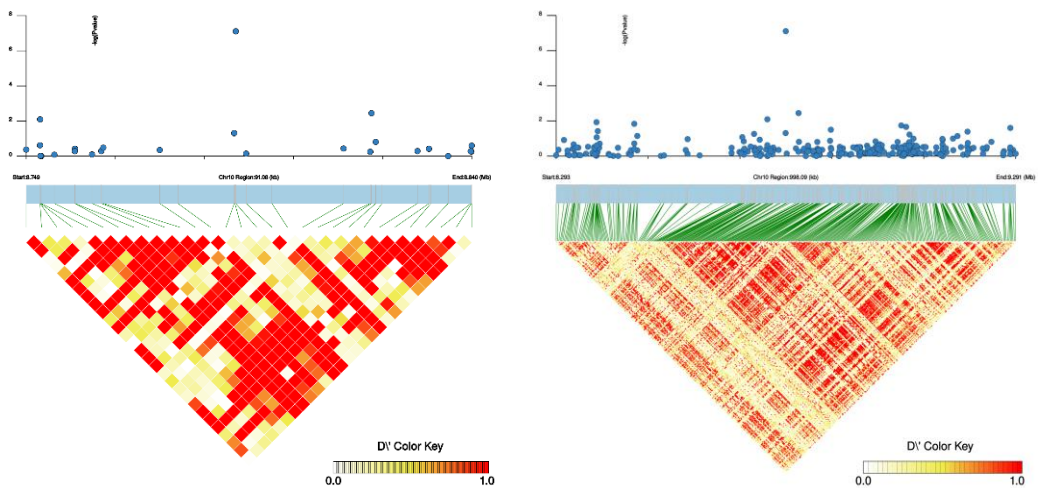 8
6
4
2
0
-log(Pvalue)
Start:8.749
Chr10 Region:91.08 (kb)
End:8.840 (Mb)
D\' Color Key
0.0
1.0
8
6
4
2
0
-log(Pvalue)
Start:8.293
Chr10 Region:998.09 (kb)
End:9.291 (Mb)
D\' Color Key
0.0
1.0